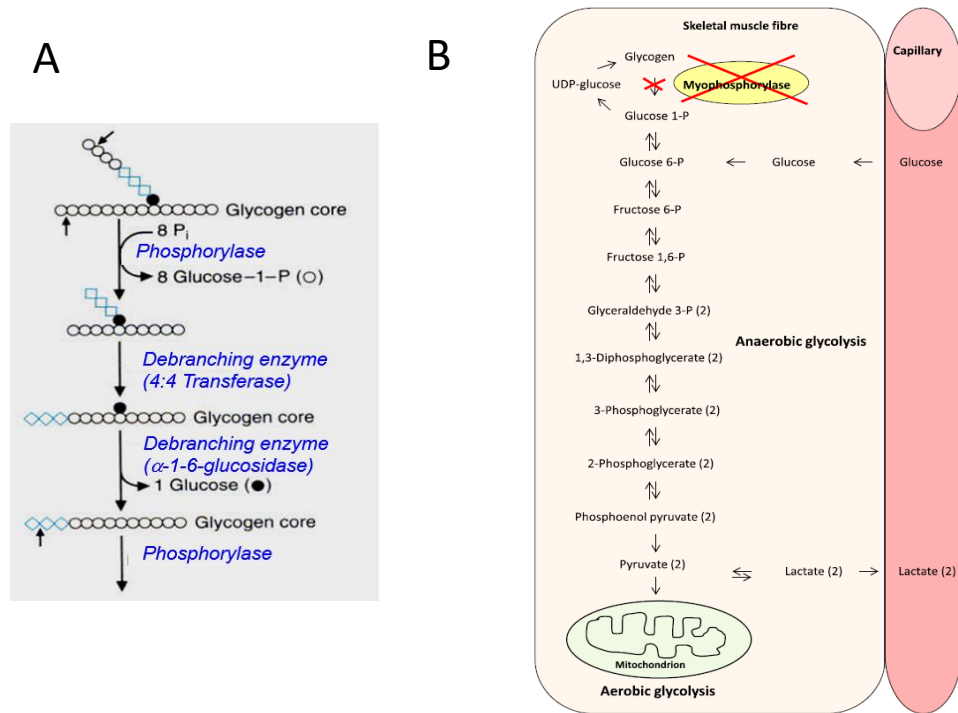 A
Glycogen core
8 Pi
Phosphorylase
8 Glucose–1–P (○)
Debranching enzyme
(4:4 Transferase)
Glycogen core
Debranching enzyme
(α-1-6-glucosidase)
1 Glucose (●)
Glycogen core
Phosphorylase
B
Skeletal muscle fibre
Capillary
Glycogen
UDP-glucose
Myophosphorylase
Glucose 1-P
Glucose 6-P
Glucose
Glucose
Fructose 6-P
Fructose 1,6-P
Glyceraldehyde 3-P (2)
Anaerobic glycolysis
1,3-Diphosphoglycerate (2)
3-Phosphoglycerate (2)
2-Phosphoglycerate (2)
Phosphoenol pyruvate (2)
Pyruvate (2)
Lactate (2)
Lactate (2)
Mitochondrion
Aerobic glycolysis